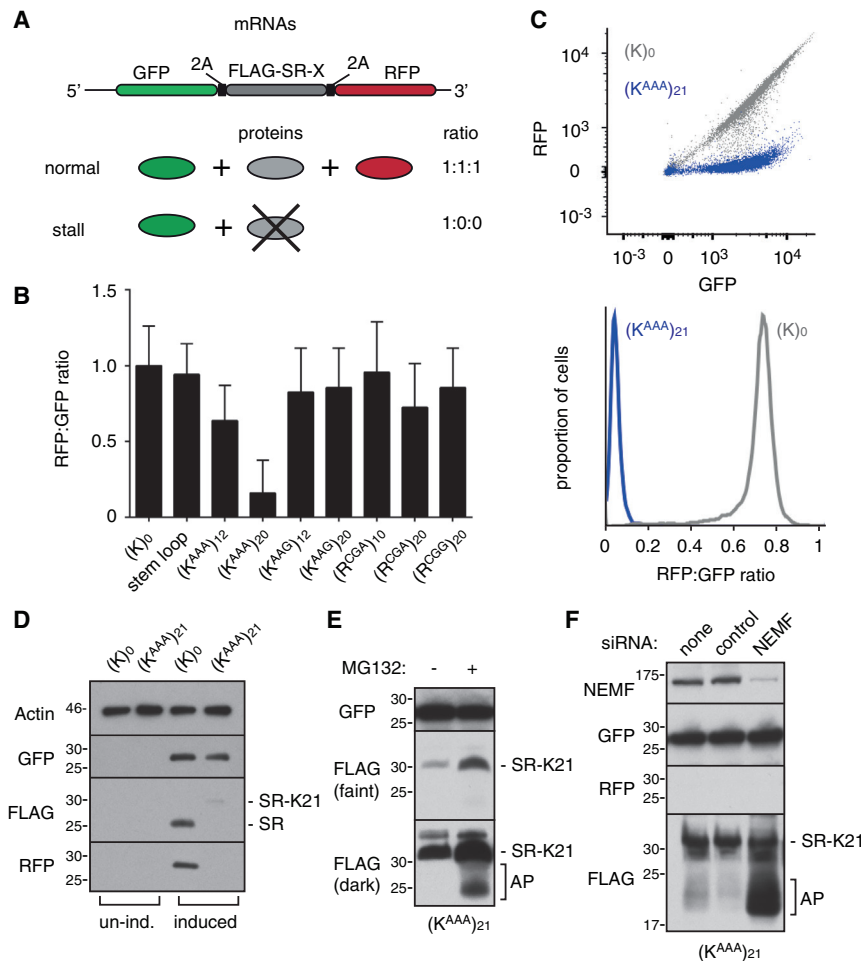 A
mRNAs
GFP 2A FLAG-SR-X 2A RFP
5' 3'
proteins ratio
normal + + 1:1:1
stall + 1:0:0
B
RFP:GFP ratio
1.5
1.0
0.5
0
(K)0 stem loop (KAAA)12 (KAAA)20 (KAAG)12 (KAAG)20 (RCGA)10 (RCGA)20 (RCGG)20
C
RFP
10^4
10^3
0
10^-3
(K)0
(K^AAA)21
10^-3 0 10^3 10^4
GFP
proportion of cells
(K^AAA)21 (K)0
0 0.2 0.4 0.6 0.8 1
RFP:GFP ratio
D
(K)0 (K^AAA)21 (K)0 (K^AAA)21
Actin 46-
GFP 30- 25-
FLAG 30- 25-
- SR-K21
- SR
RFP 30- 25-
un-ind. induced
E
MG132: - +
GFP 30- 25-
FLAG (faint) 30- 25-
- SR-K21
FLAG (dark) 30- 25-
- SR-K21
AP
(K^AAA)21
F
siRNA: none control NEMF
NEMF 175-
GFP 30- 25-
RFP 30- 25-
FLAG 30- 25- 17-
- SR-K21
AP
(K^AAA)21